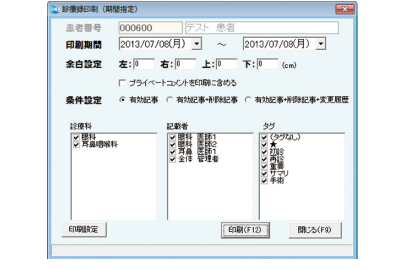 診療録印刷（期間指定）
患者番号 000600 テスト 患者
印刷期間 2013/07/08(月) ～ 2013/07/08(月)
余白設定 左:0 右:0 上:0 下:0 (cm)
プライベートコメントを印刷に含める
条件設定 有効記事 有効記事+削除記事 有効記事+削除記事+変更履歴
診療科 記載者 タグ
眼科 眼科 医師1 (タグなし)
耳鼻咽喉科 眼科 医師2 ★
耳鼻 医師1 初診
全体 管理者 再診
重要
サマリ
手術
印刷設定 印刷(F12) 閉じる(F9)